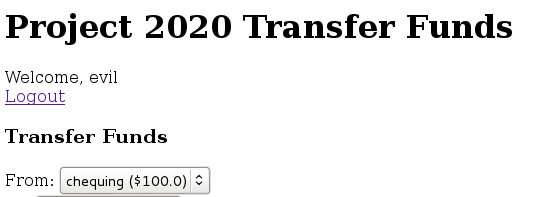 Project 2020 Transfer Funds
Welcome, evil
Logout
Transfer Funds
From: chequing ($100.0)